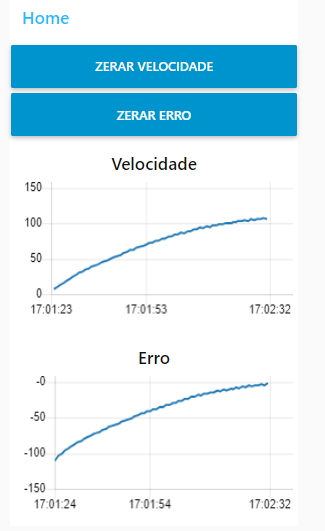 Home
ZERAR VELOCIDADE
ZERAR ERRO
Velocidade
150
100
50
0
17:01:23 17:01:53 17:02:32
Erro
-0
-50
-100
-150
17:01:24 17:01:54 17:02:32